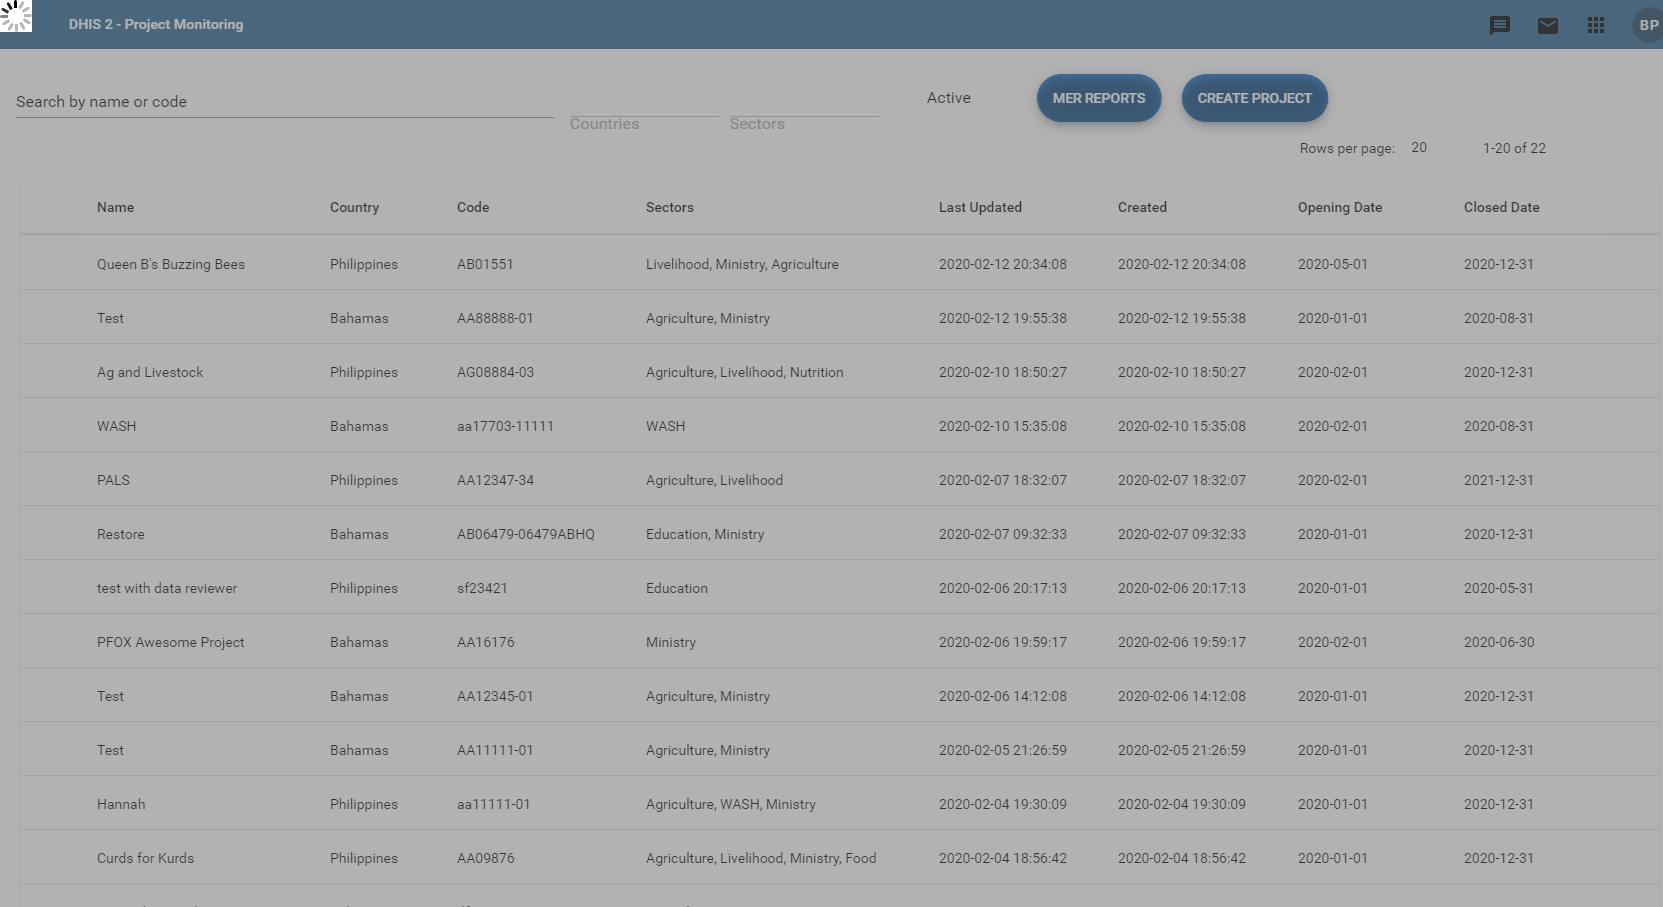 DHIS 2 - Project Monitoring
BP
Search by name or code
Countries
Sectors
Active
MER REPORTS
CREATE PROJECT
Rows per page: 20 1-20 of 22
Name Country Code Sectors Last Updated Created Opening Date Closed Date
Queen B's Buzzing Bees Philippines AB01551 Livelihood, Ministry, Agriculture 2020-02-12 20:34:08 2020-02-12 20:34:08 2020-05-01 2020-12-31
Test Bahamas AA88888-01 Agriculture, Ministry 2020-02-12 19:55:38 2020-02-12 19:55:38 2020-01-01 2020-08-31
Ag and Livestock Philippines AG08884-03 Agriculture, Livelihood, Nutrition 2020-02-10 18:50:27 2020-02-10 18:50:27 2020-02-01 2020-12-31
WASH Bahamas aa17703-11111 WASH 2020-02-10 15:35:08 2020-02-10 15:35:08 2020-02-01 2020-08-31
PALS Philippines AA12347-34 Agriculture, Livelihood 2020-02-07 18:32:07 2020-02-07 18:32:07 2020-02-01 2021-12-31
Restore Bahamas AB06479-06479ABHQ Education, Ministry 2020-02-07 09:32:33 2020-02-07 09:32:33 2020-01-01 2020-12-31
test with data reviewer Philippines sf23421 Education 2020-02-06 20:17:13 2020-02-06 20:17:13 2020-01-01 2020-05-31
PFOX Awesome Project Bahamas AA16176 Ministry 2020-02-06 19:59:17 2020-02-06 19:59:17 2020-02-01 2020-06-30
Test Bahamas AA12345-01 Agriculture, Ministry 2020-02-06 14:12:08 2020-02-06 14:12:08 2020-01-01 2020-12-31
Test Bahamas AA11111-01 Agriculture, Ministry 2020-02-05 21:26:59 2020-02-05 21:26:59 2020-01-01 2020-12-31
Hannah Philippines aa11111-01 Agriculture, WASH, Ministry 2020-02-04 19:30:09 2020-02-04 19:30:09 2020-01-01 2020-12-31
Curds for Kurds Philippines AA09876 Agriculture, Livelihood, Ministry, Food 2020-02-04 18:56:42 2020-02-04 18:56:42 2020-01-01 2020-12-31